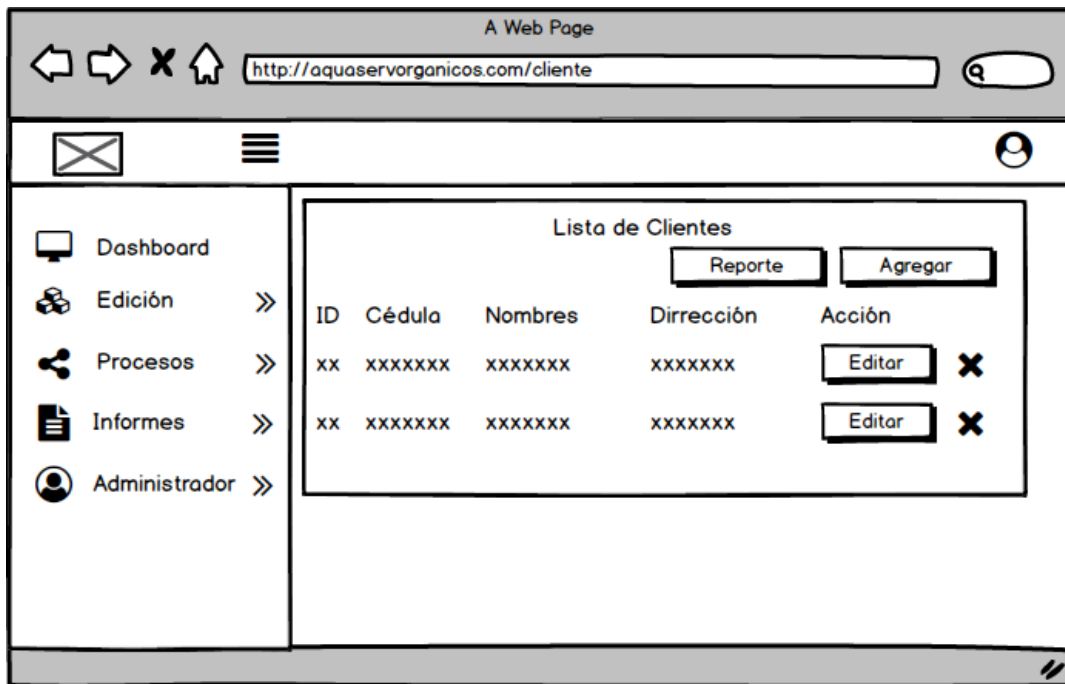 A Web Page
http://aquaservorganicos.com/cliente
Dashboard
Edición
Procesos
Informes
Administrador
Lista de Clientes
Reporte Agregar
ID Cédula Nombres Dirrección Acción
xx xxxxxxx xxxxxxx xxxxxxx Editar
xx xxxxxxx xxxxxxx xxxxxxx Editar